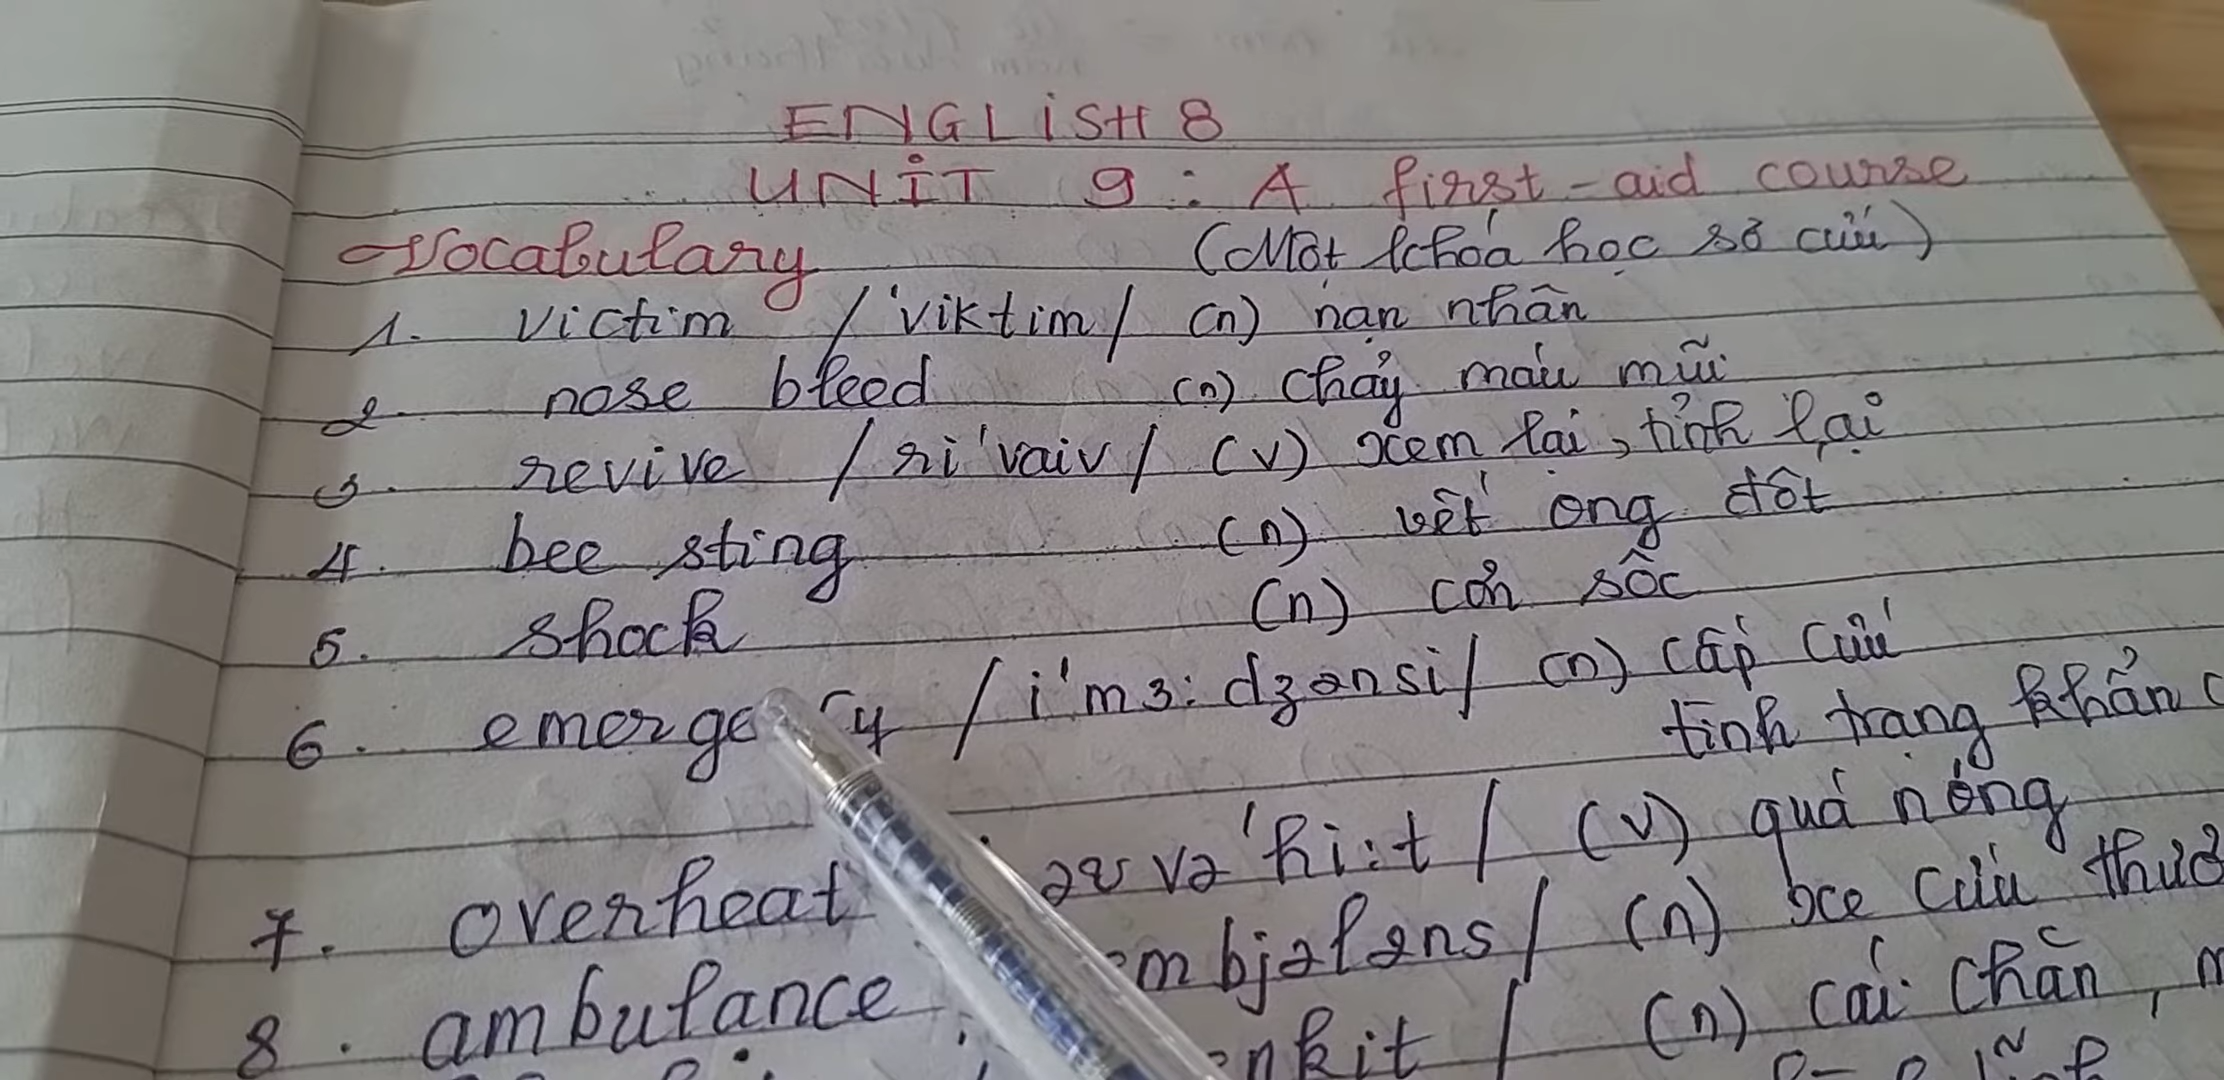 ENGLISH 8
UNIT 9 : A first-aid course
Vocabulary (Một khóa học sơ cứu)
1. victim /'viktim/ (n) nạn nhân
2. nose bleed (n) chảy máu mũi
3. revive /ri'vaiv/ (v) xem lại, tỉnh lại
4. bee sting (n) vết ong đốt
5. shock (n) cơn sốc
6. /i'mɜ:dʒənsi/ (n) cấp cứu
tình trạng khẩn
7. overheat (v) quá nóng
8. ambulance (n) xe cứu
(n) cái chăn,